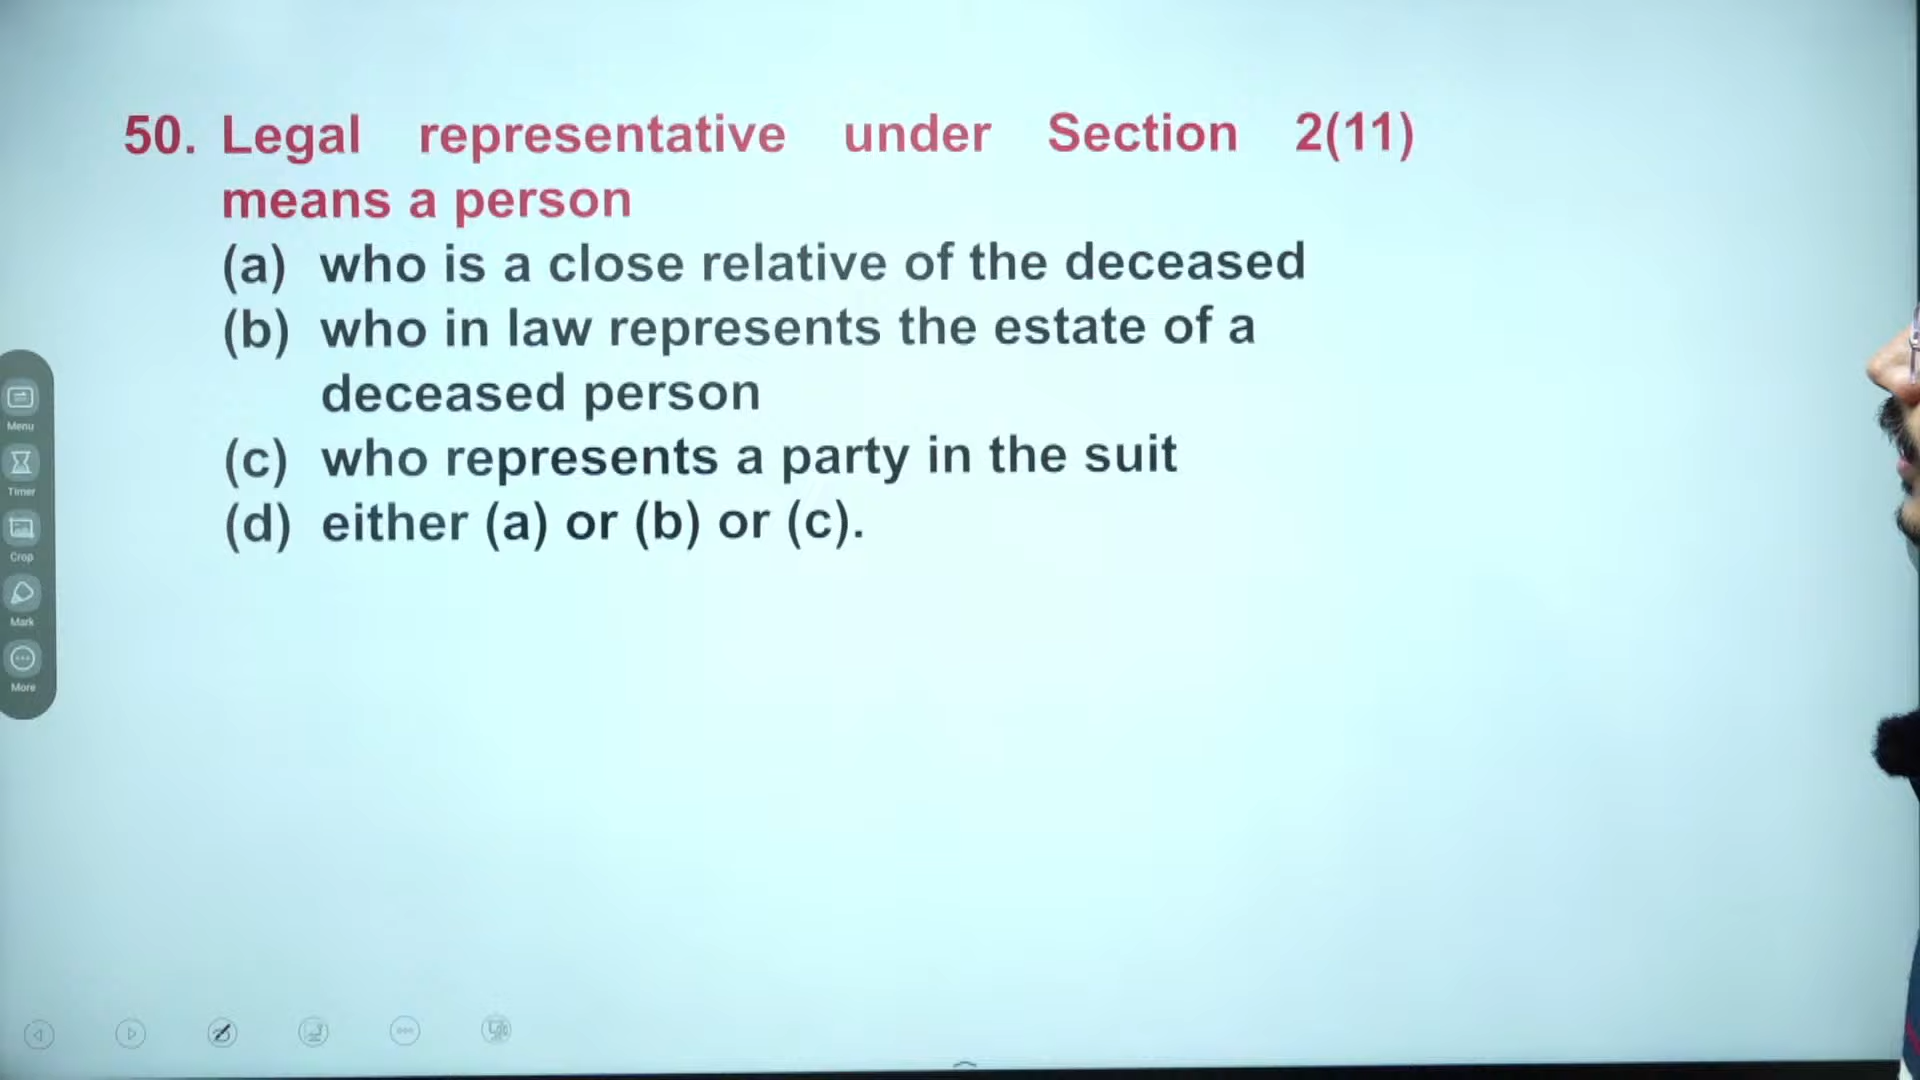 50. Legal representative under Section 2(11)
means a person
(a) who is a close relative of the deceased
(b) who in law represents the estate of a
deceased person
(c) who represents a party in the suit
(d) either (a) or (b) or (c).
Menu
Timer
Crop
Mark
More